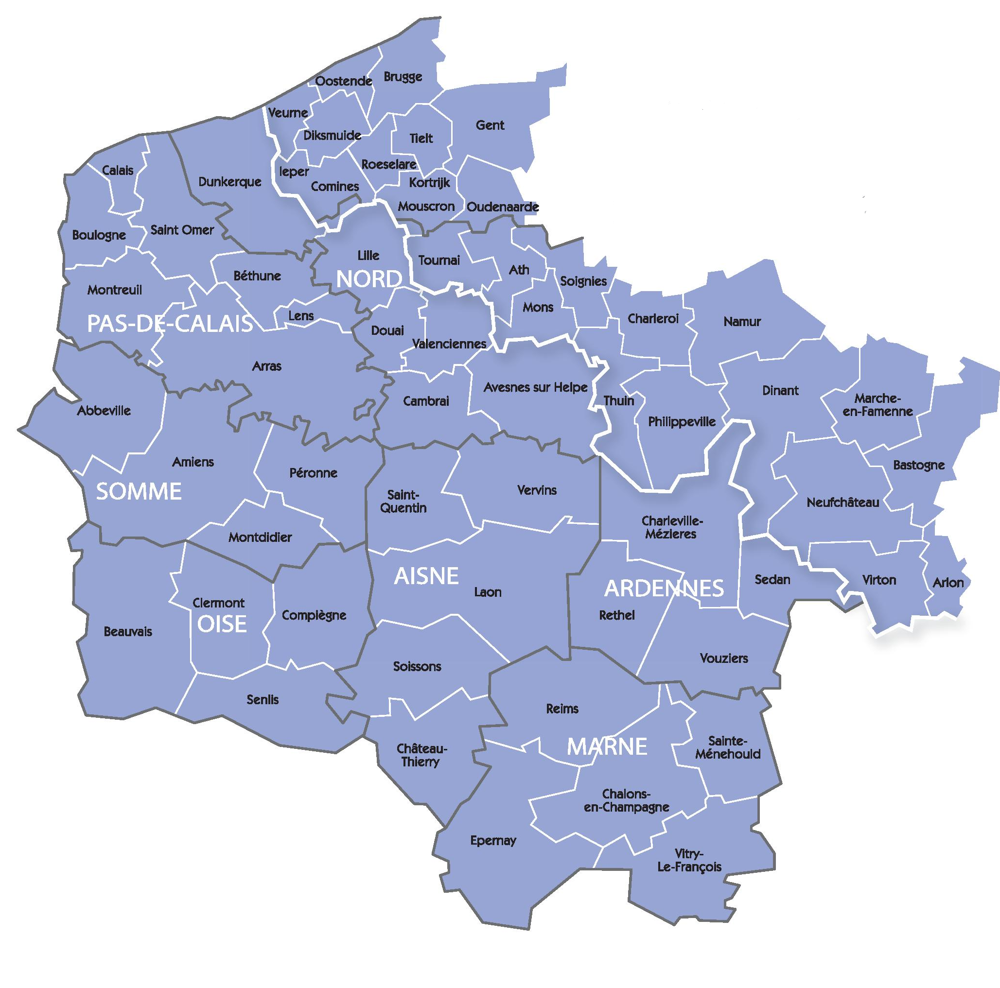 Brugge
Oostende
Veurne
Gent
Diksmuide
Tielt
Roeselare
Calais
Ieper
Dunkerque
Kortrijk
Comines
Mouscron
Oudenaarde
Saint Omer
Boulogne
Lille
Tournai
Ath
Béthune
NORD
Soignies
Montreuil
Mons
Lens
Charleroi
Namur
PAS-DE-CALAIS
Douai
Valenciennes
Arras
Avesnes sur Helpe
Dinant
Cambrai
Thuin
Marche-
en-Famenne
Abbeville
Philippeville
Amiens
Bastogne
Péronne
SOMME
Vervins
Saint-
Quentin
Neufchâteau
Charleville-
Mézieres
Montdidier
AISNE
Sedan
Virton
Arlon
ARDENNES
Laon
Clermont
Compiègne
Rethel
OISE
Beauvais
Vouziers
Soissons
Senlis
Reims
Sainte-
Ménehould
MARNE
Château-
Thierry
Chalons-
en-Champagne
Epernay
Vitry-
Le-François